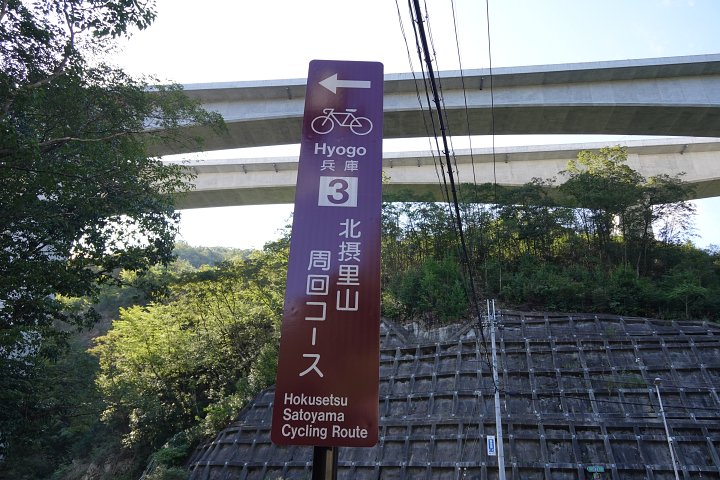 Hyogo
兵庫
3
北摂里山
周回コース
Hokusetsu
Satoyama
Cycling Route